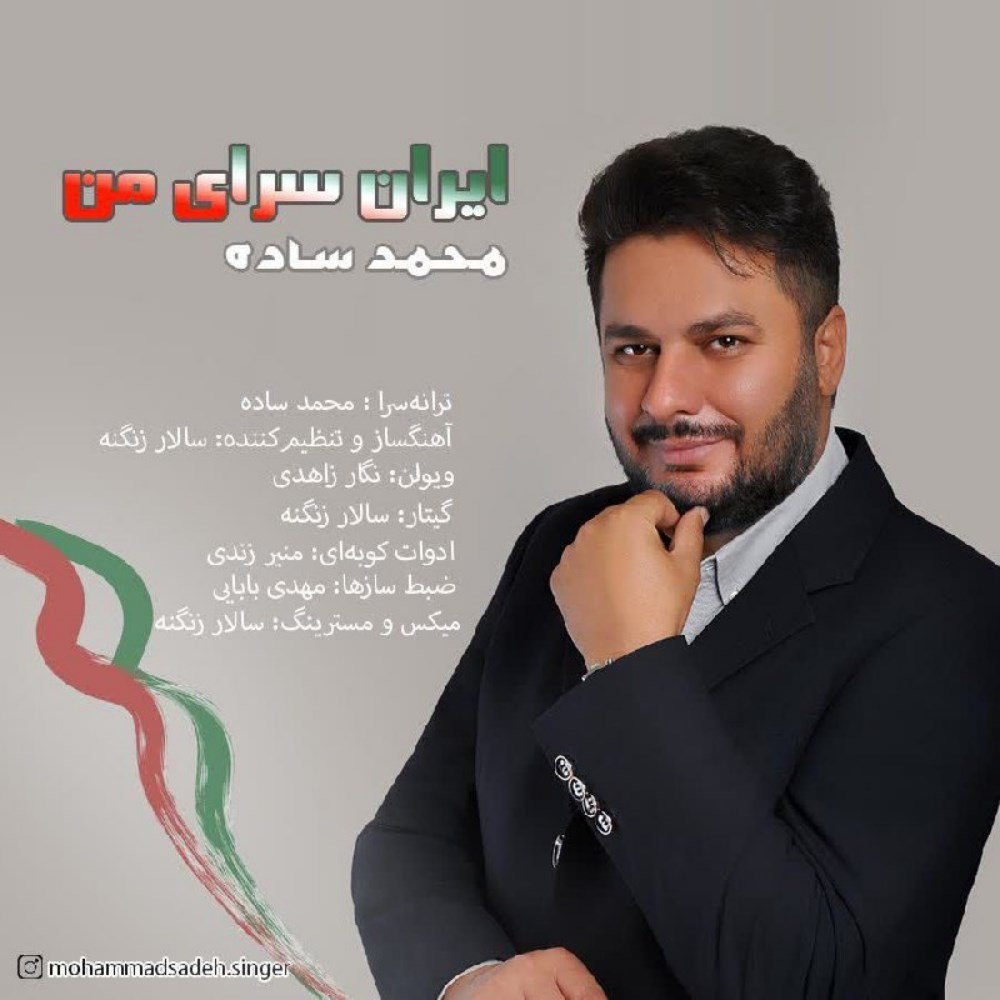 ایران سرای من
محمد ساده
ترانه‌سرا : محمد ساده
آهنگساز و تنظیم‌کننده: سالار زنگنه
ویولن: نگار زاهدی
گیتار: سالار زنگنه
ادوات کوبه‌ای: منیر زندی
ضبط سازها: مهدی بابایی
میکس و مسترینگ: سالار زنگنه
mohammadsadeh.singer